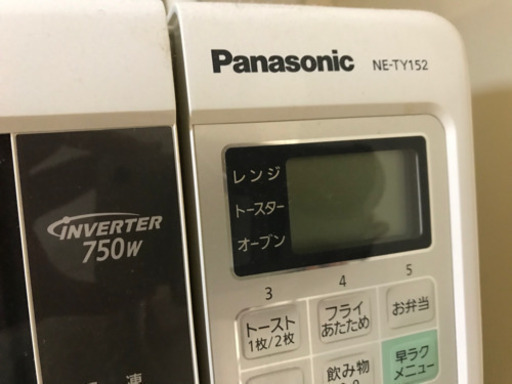 Panasonic NE-TY152
レンジ
トースター
オーブン
INVERTER
750W
3 4 5
トースト
1枚/2枚
フライ
あたため
お弁当
飲み物
早ラク
メニュー